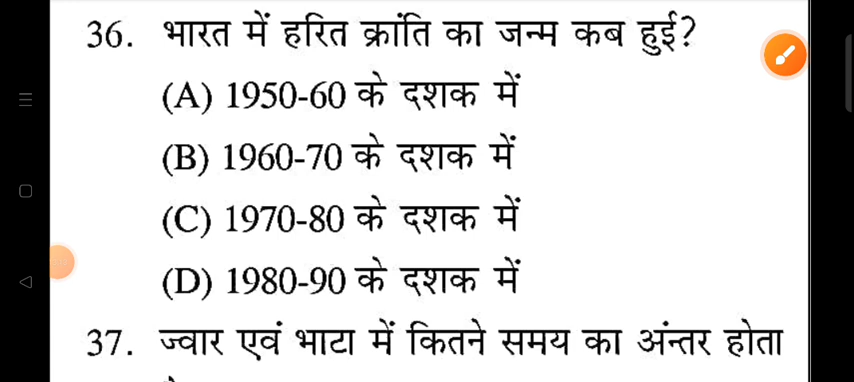 36. भारत में हरित क्रांति का जन्म कब हुई?
(A) 1950-60 के दशक में
(B) 1960-70 के दशक में
(C) 1970-80 के दशक में
(D) 1980-90 के दशक में
37. ज्वार एवं भाटा में कितने समय का अंन्तर होता